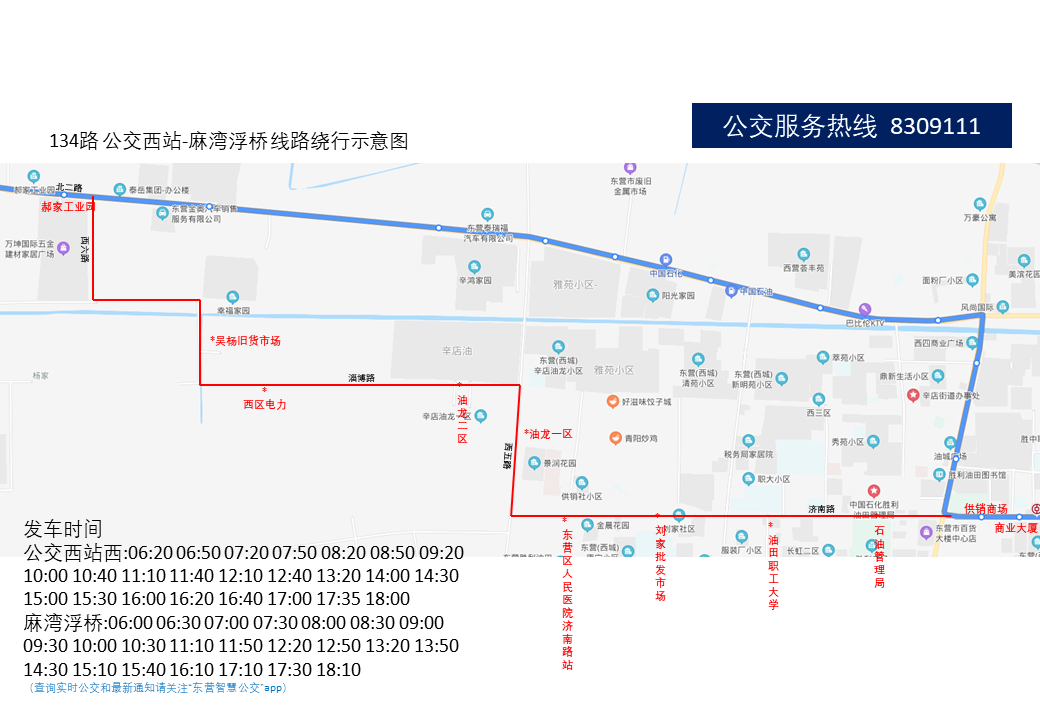 公交服务热线 8309111
134路 公交西站-麻湾浮桥 线路绕行示意图
郝家工业园
北二路
泰岳集团-办公楼
郝家工业园
东营金奥汽车销售
服务有限公司
东营市废旧
金属市场
万豪公寓
万坤国际五金
建材家居广场
西六路
东营泰瑞福
汽车有限公司
辛鸿家园
雅苑小区
中国石化
阳光家园
中国石油
西营荟丰苑
面粉厂小区
美滨花园
幸福家园
巴比伦KTV
风尚国际
*吴杨旧货市场
辛店油
东营(西城)
辛店油龙小区
雅苑小区
东营(西城)
清苑小区
东营(西城)
新明苑小区
翠苑小区
西四商业广场
杨家
淄博路
鼎新生活小区
辛店街道办事处
*
西区电力
*
油龙二区
辛店油龙一区
好滋味饺子城
西三区
*油龙一区
青阳炒鸡
税务局家居院
秀苑小区
油城广场
胜中
西五路
景润花园
供销社小区
职大小区
胜利油田图书馆
中国石化胜利
油田管理局
济南路
供销商场
商业大厦
*东营区人民医院济南路站
金晨花园
东营(西城)
*刘家批发市场
刘家社区
服装厂小区
*油田职工大学
长虹二区
石油管理局
东营市百货
大楼中心店
发车时间
公交西站西:06:20 06:50 07:20 07:50 08:20 08:50 09:20
10:00 10:40 11:10 11:40 12:10 12:40 13:20 14:00 14:30
15:00 15:30 16:00 16:20 16:40 17:00 17:35 18:00
麻湾浮桥:06:00 06:30 07:00 07:30 08:00 08:30 09:00
09:30 10:00 10:30 11:10 11:50 12:20 12:50 13:20 13:50
14:30 15:10 15:40 16:10 17:10 17:30 18:10
（查询实时公交和最新通知请关注“东营智慧公交”app）